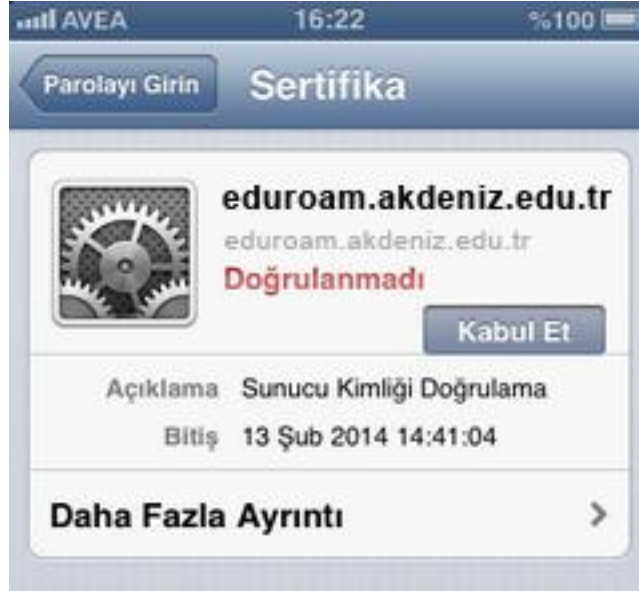 AVEA 16:22 %100
Parolayı Girin Sertifika
eduroam.akdeniz.edu.tr
eduroam.akdeniz.edu.tr
Doğrulanmadı
Kabul Et
Açıklama Sunucu Kimliği Doğrulama
Bitiş 13 Şub 2014 14:41:04
Daha Fazla Ayrıntı